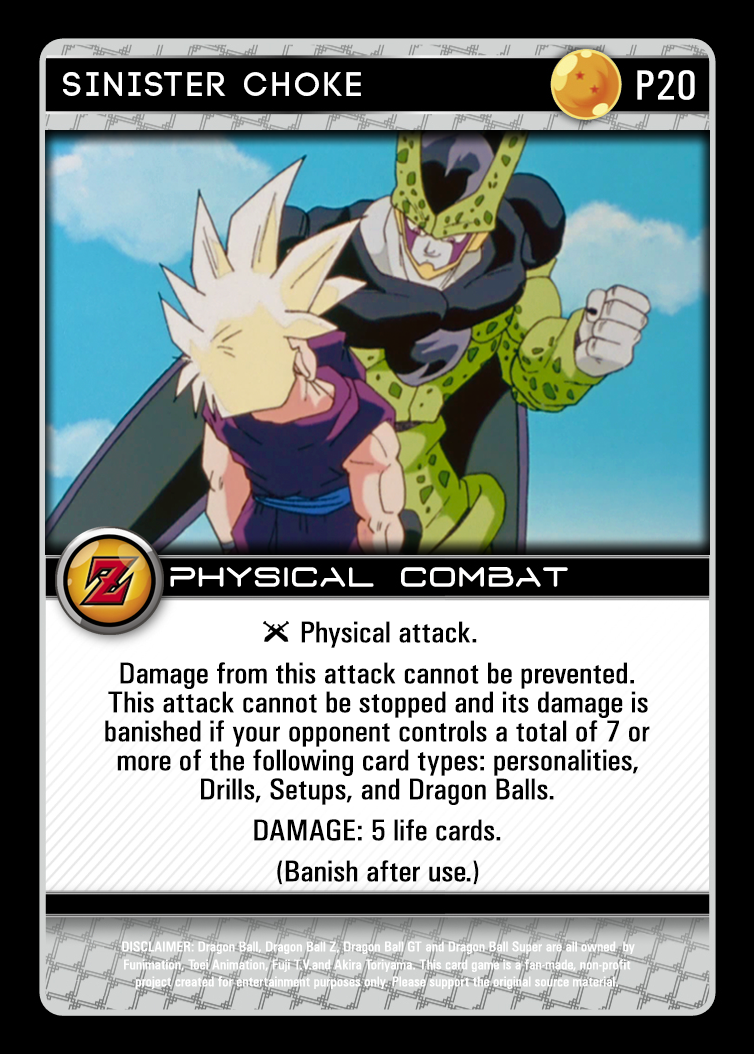 SINISTER CHOKE
P20
Z
PHYSICAL COMBAT
Physical attack.
Damage from this attack cannot be prevented.
This attack cannot be stopped and its damage is
banished if your opponent controls a total of 7 or
more of the following card types: personalities,
Drills, Setups, and Dragon Balls.
DAMAGE: 5 life cards.
(Banish after use.)
DISCLAIMER: Dragon Ball, Dragon Ball Z, Dragon Ball GT and Dragon Ball Super are all owned by
Funimation, Toei Animation, Fuji T.V.and Akira Toriyama. This card game is a fan-made, non-profit
project created for entertainment purposes only. Please support the original source material.